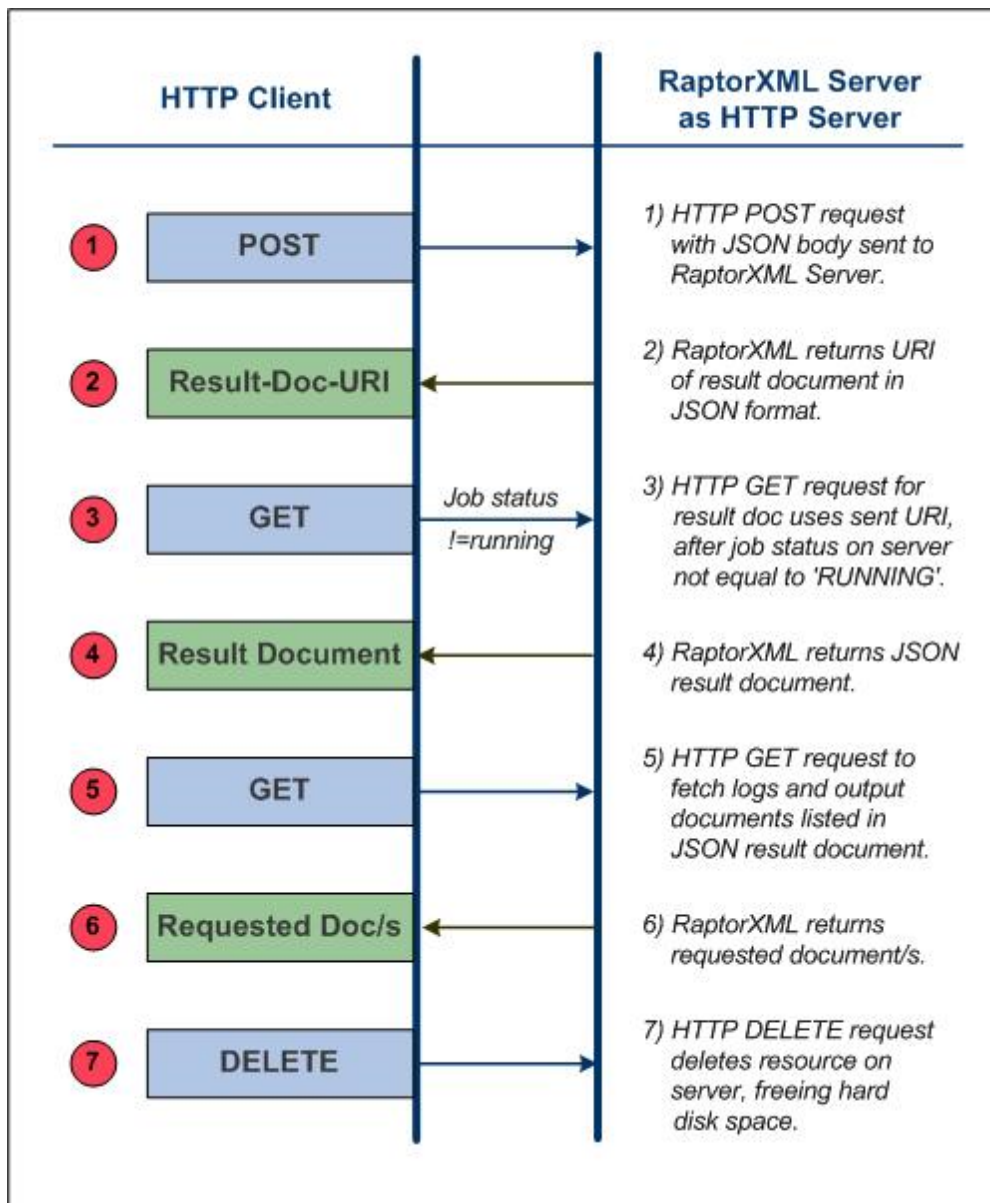 HTTP Client
RaptorXML Server
as HTTP Server
1
POST
1) HTTP POST request
with JSON body sent to
RaptorXML Server.
2
Result-Doc-URI
2) RaptorXML returns URI
of result document in
JSON format.
3
GET
Job status
!=running
3) HTTP GET request for
result doc uses sent URI,
after job status on server
not equal to 'RUNNING'.
4
Result Document
4) RaptorXML returns JSON
result document.
5
GET
5) HTTP GET request to
fetch logs and output
documents listed in
JSON result document.
6
Requested Doc/s
6) RaptorXML returns
requested document/s.
7
DELETE
7) HTTP DELETE request
deletes resource on
server, freeing hard
disk space.